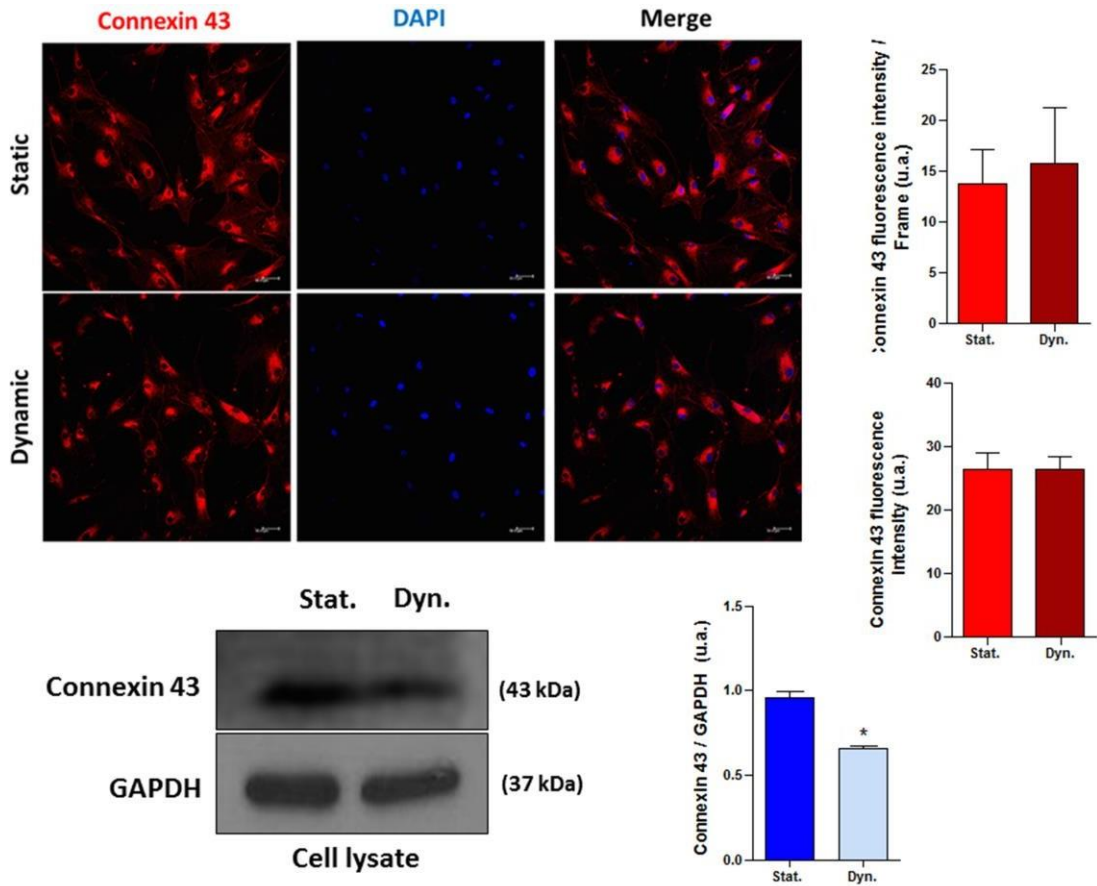 Connexin 43
DAPI
Merge
Static
Dynamic
:onnexin 43 fluorescence intensity /
Frame (u.a.)
25
20
15
10
5
0
Stat.
Dyn.
Connexin 43 fluorescence
Intensity (u.a.)
40
30
20
10
0
Stat.
Dyn.
Stat.
Dyn.
Connexin 43
(43 kDa)
GAPDH
(37 kDa)
Cell lysate
Connexin 43 / GAPDH (u.a.)
1.5
1.0
0.5
0.0
*
Stat.
Dyn.